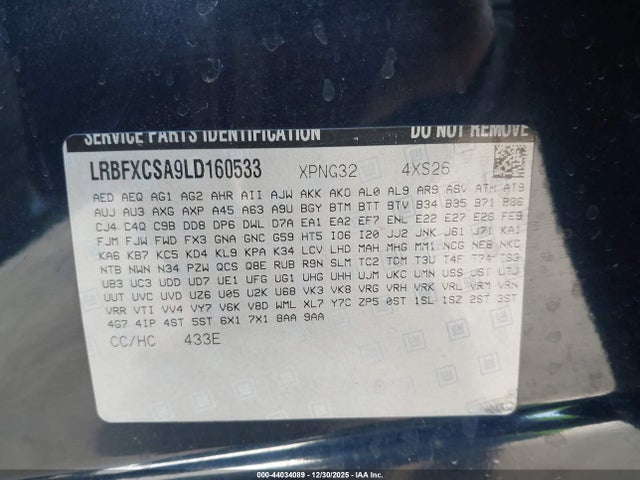 SERVICE PARTS IDENTIFICATION DO NOT REMOVE
LRBFXCSA9LD160533 XPNG32 4XS26
AED AEQ AG1 AG2 AHR AII AJW AKK AKO AL0 AL9 AR9 ASV ATH AT9
AUJ AU3 AXG AXP A45 A63 A9U BGY BTM BTT BTV B34 B35 B71 B86
CJ4 C4Q C9B DD8 DP6 DWL D7A EA1 EA2 EF7 ENL E22 E27 E28 FE9
FJM FJW FWD FX3 GNA GNC G59 HT5 IO6 I20 JJ2 JNK J61 J71 KA1
KA6 KB7 KC5 KD4 KL9 KPA K34 LCV LHD MAH MHG MM1 NCG NE8 NKC
NTB NWN N34 PZW QCS Q8E RUB R9N SLM TC2 TCM T3U T4F T74 TS3
UB3 UC3 UDD UD7 UE1 UFG UG1 UHG UHH UJM UKC UMN USS UST UTJ
UUT UVC UVD UZ6 U05 U2K U68 VK3 VK8 VRG VRH VRK VRL VRM VRN
VRR VTI VV4 VY7 V6K V8D WML XL7 Y7C ZP5 0ST 1SL 1SZ 2ST 3ST
4G7 4IP 4ST 5ST 6X1 7X1 8AA 9AA
CC/HC 433E
GM
© - 44034089 - 12/30/2025 - IAAI.com